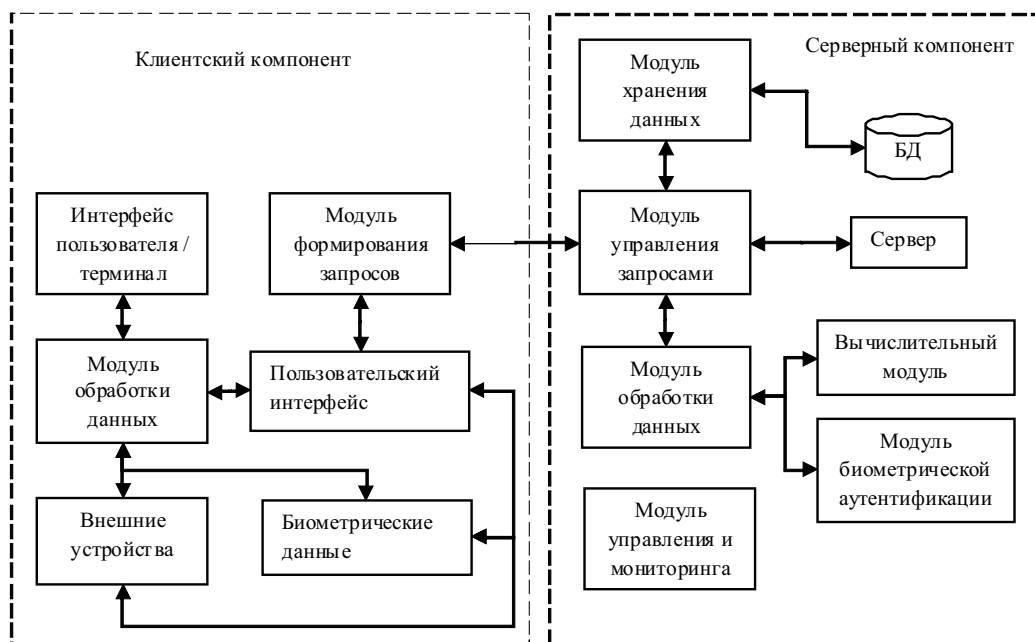 Клиентский компонент
Серверный компонент
Модуль
хранения
данных
БД
Интерфейс
пользователя /
терминал
Модуль
формирования
запросов
Модуль
управления
запросами
Сервер
Модуль
обработки
данных
Пользовательский
интерфейс
Модуль
обработки
данных
Вычислительный
модуль
Модуль
биометрической
аутентификации
Внешние
устройства
Биометрические
данные
Модуль
управления и
мониторинга